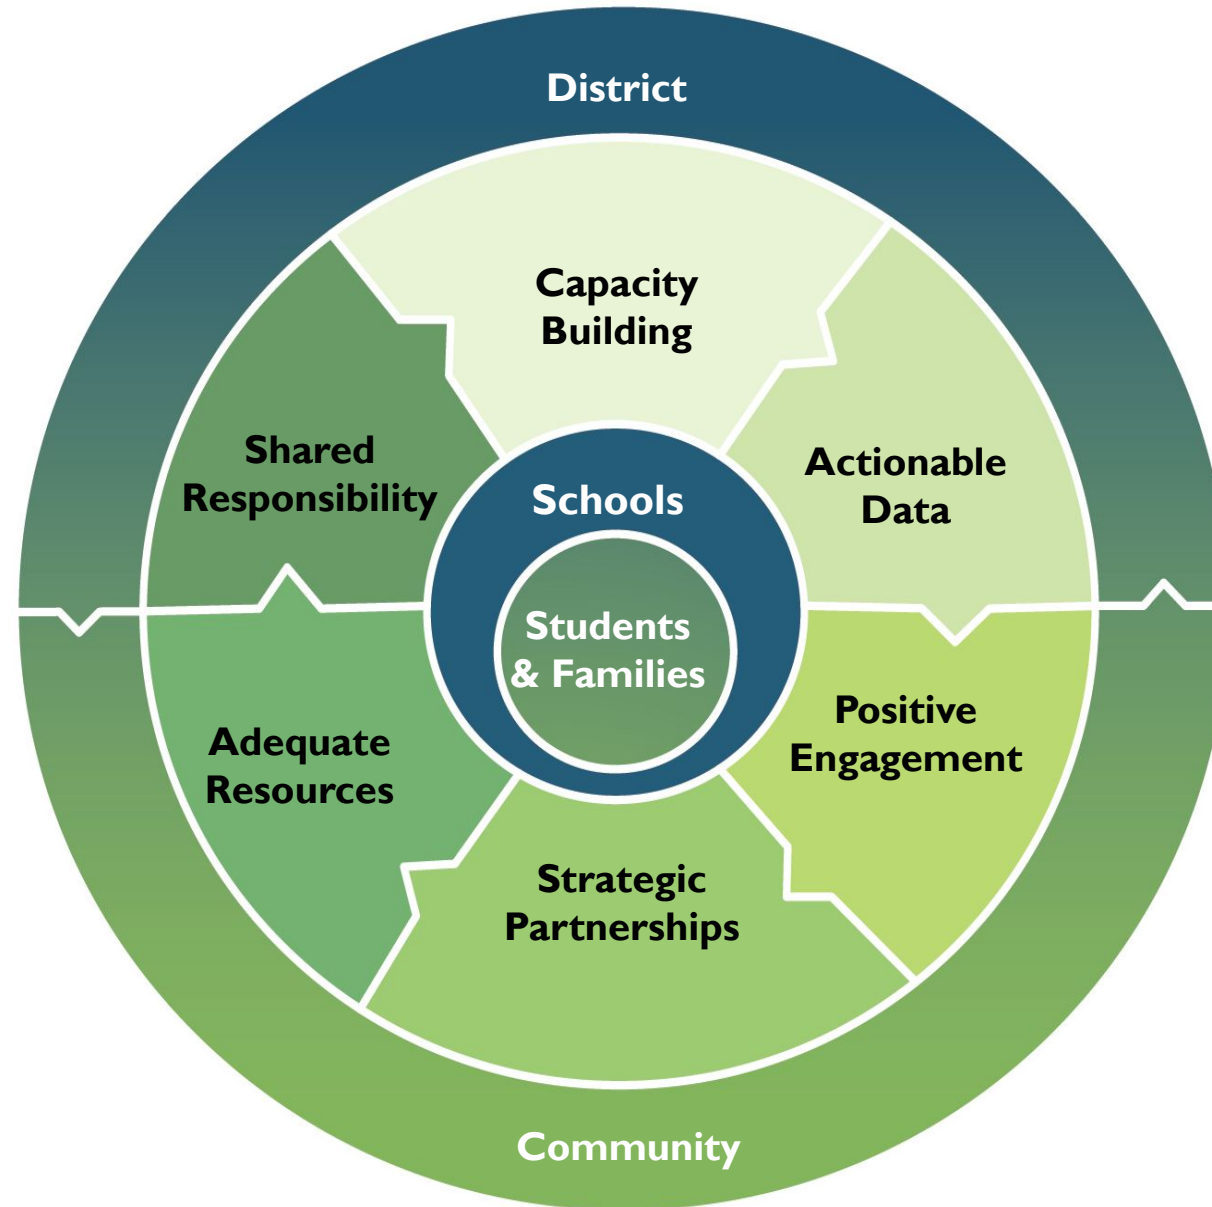 District
Capacity
Building
Shared
Responsibility
Actionable
Data
Schools
Students
& Families
Adequate
Resources
Positive
Engagement
Strategic
Partnerships
Community